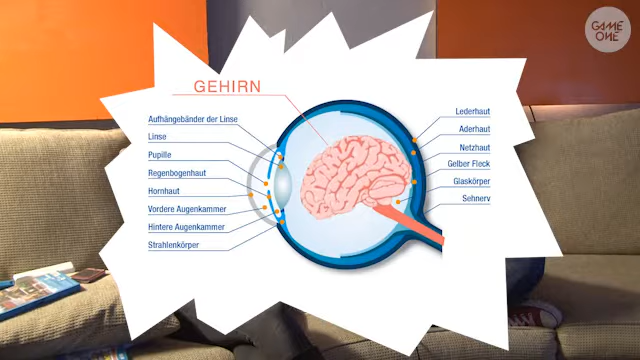 GAME
ONE
GEHIRN
Aufhängebänder der Linse
Linse
Pupille
Regenbogenhaut
Hornhaut
Vordere Augenkammer
Hintere Augenkammer
Strahlenkörper
Lederhaut
Aderhaut
Netzhaut
Gelber Fleck
Glaskörper
Sehnerv